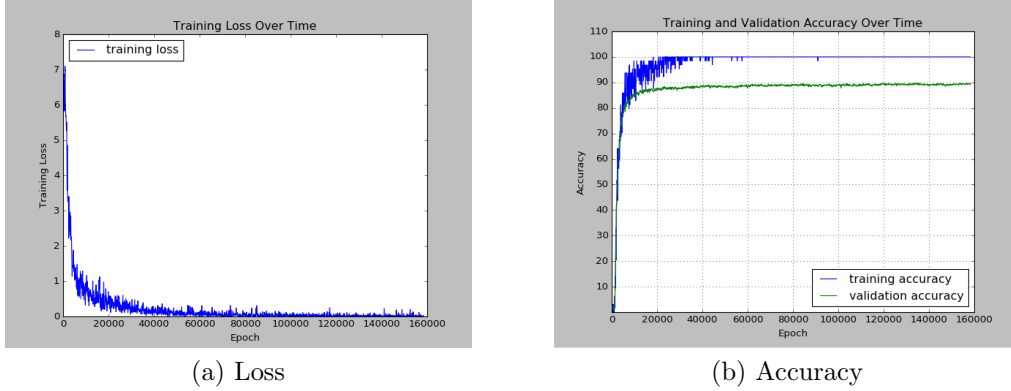 Training Loss Over Time
8
7
6
5
4
3
2
1
0
Training Loss
training loss
0 20000 40000 60000 80000 100000 120000 140000 160000
Epoch
(a) Loss
Training and Validation Accuracy Over Time
110
100
90
80
70
60
50
40
30
20
10
Accuracy
training accuracy
validation accuracy
0 20000 40000 60000 80000 100000 120000 140000 160000
Epoch
(b) Accuracy